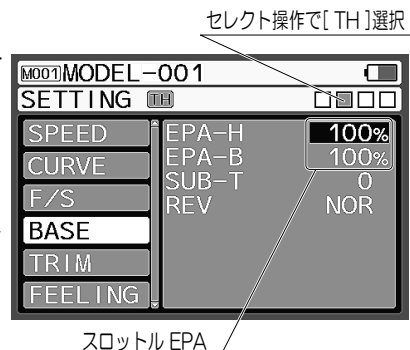 セレクト操作で[ TH ]選択
M001 MODEL-001
SETTING TH
SPEED
CURVE
F/S
BASE
TRIM
FEELING
EPA-H 100%
EPA-B 100%
SUB-T 0
REV NOR
スロットル EPA